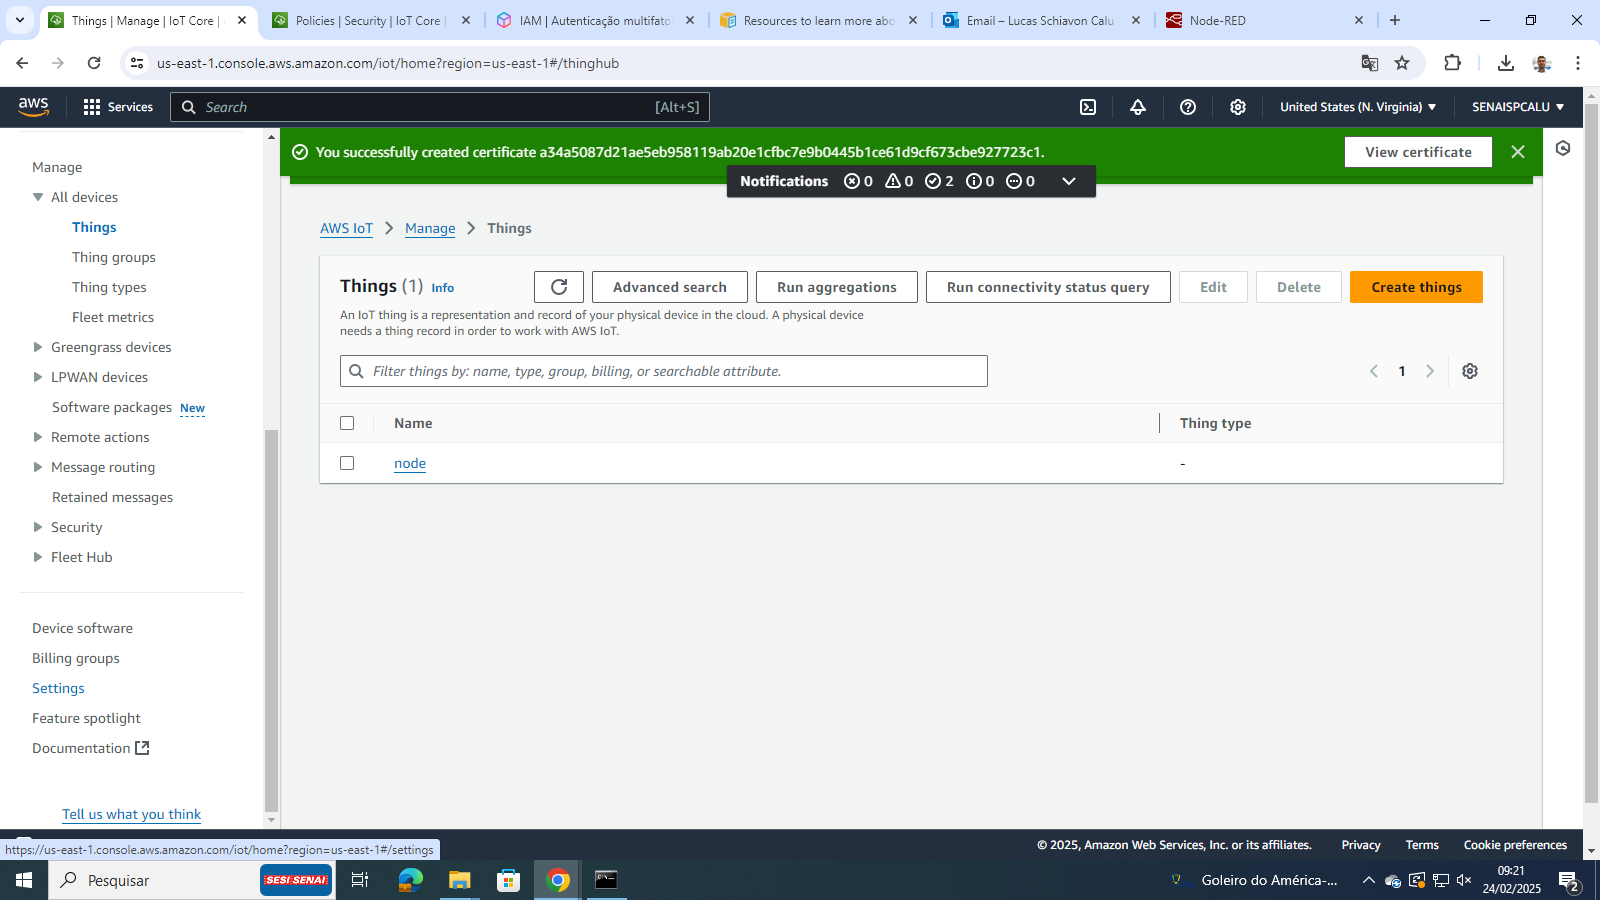 Things | Manage | IoT Core |
Policies | Security | IoT Core |
IAM | Autenticação multifato
Resources to learn more abo
Email – Lucas Schiavon Calu
Node-RED
us-east-1.console.aws.amazon.com/iot/home?region=us-east-1#/thinghub
aws
Services
Search
[Alt+S]
United States (N. Virginia)
SENAISPCALU
Manage
All devices
Things
Thing groups
Thing types
Fleet metrics
Greengrass devices
LPWAN devices
Software packages New
Remote actions
Message routing
Retained messages
Security
Fleet Hub
Device software
Billing groups
Settings
Feature spotlight
Documentation
Tell us what you think
You successfully created certificate a34a5087d21ae5eb958119ab20e1cfbc7e9b0445b1ce61d9cf673cbe927723c1.
View certificate
Notifications 0 0 2 0 0
AWS IoT
Manage
Things
Things (1) Info
Advanced search
Run aggregations
Run connectivity status query
Edit
Delete
Create things
An IoT thing is a representation and record of your physical device in the cloud. A physical device
needs a thing record in order to work with AWS IoT.
Filter things by: name, type, group, billing, or searchable attribute.
1
Name
Thing type
node
-
© 2025, Amazon Web Services, Inc. or its affiliates.
Privacy
Terms
Cookie preferences
https://us-east-1.console.aws.amazon.com/iot/home?region=us-east-1#/settings
Pesquisar
SESI SENAI
Goleiro do América-...
09:21
24/02/2025
2